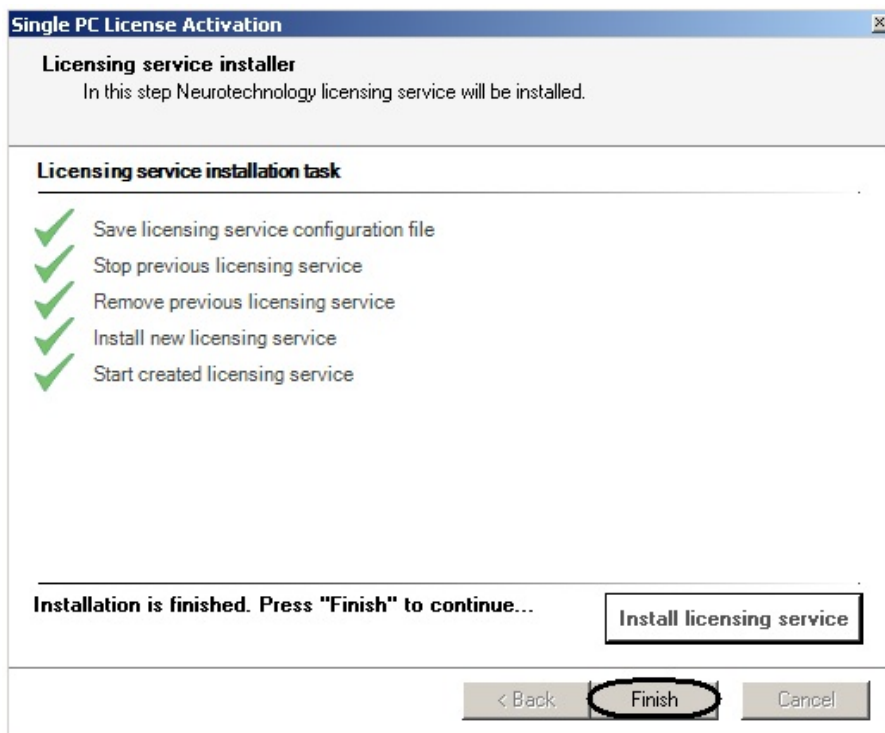 Single PC License Activation
Licensing service installer
In this step Neurotechnology licensing service will be installed.
Licensing service installation task
Save licensing service configuration file
Stop previous licensing service
Remove previous licensing service
Install new licensing service
Start created licensing service
Installation is finished. Press "Finish" to continue...
Install licensing service
< Back
Finish
Cancel